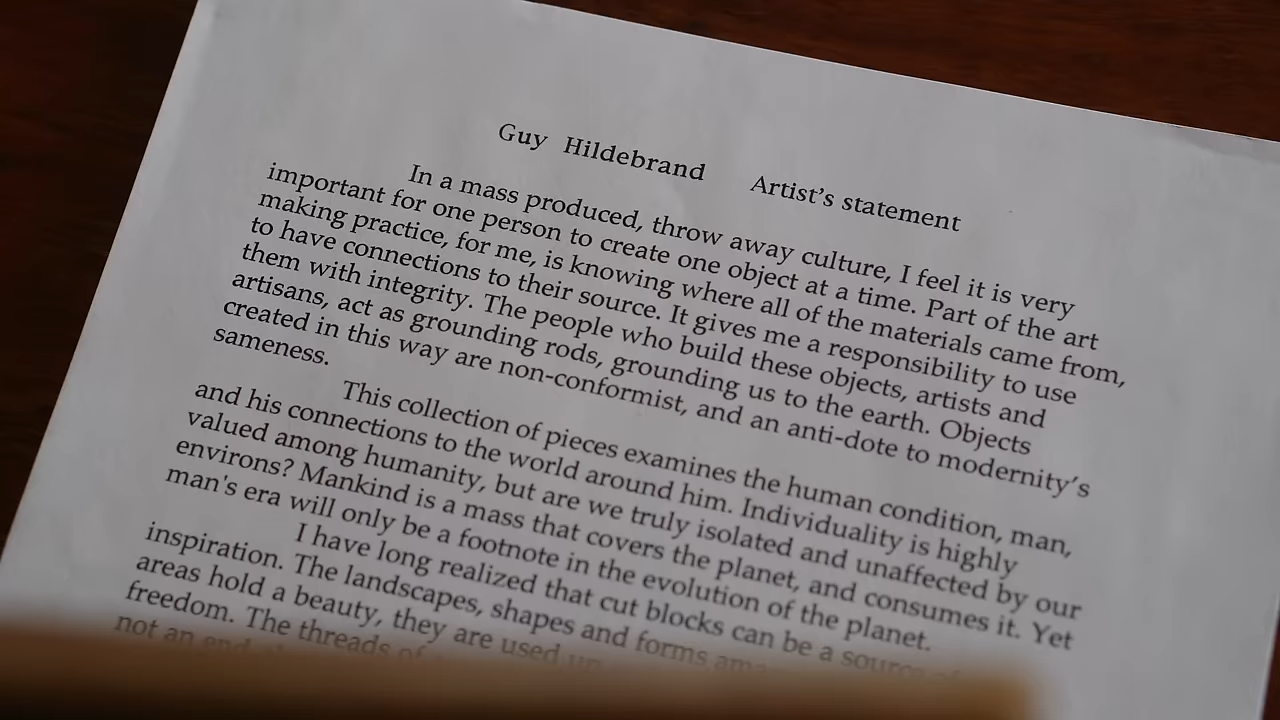 Guy Hildebrand Artist's statement
In a mass produced, throw away culture, I feel it is very
important for one person to create one object at a time. Part of the art
making practice, for me, is knowing where all of the materials came from,
to have connections to their source. It gives me a responsibility to use
them with integrity. The people who build these objects, artists and
artisans, act as grounding rods, grounding us to the earth. Objects
created in this way are non-conformist, and an anti-dote to modernity's
sameness.
This collection of pieces examines the human condition, man,
and his connections to the world around him. Individuality is highly
valued among humanity, but are we truly isolated and unaffected by our
environs? Mankind is a mass that covers the planet, and consumes it. Yet
man's era will only be a footnote in the evolution of the planet.
I have long realized that cut blocks can be a source of
inspiration. The landscapes, shapes and forms
areas hold a beauty, they are used up
freedom. The threads of
not an end